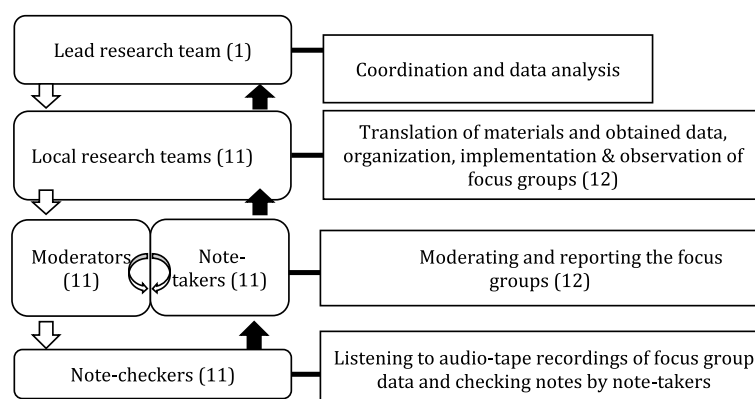 Lead research team (1)
Coordination and data analysis
Local research teams (11)
Translation of materials and obtained data,
organization, implementation & observation of
focus groups (12)
Moderators
(11)
Note-
takers (11)
Moderating and reporting the focus
groups (12)
Note-checkers (11)
Listening to audio-tape recordings of focus group
data and checking notes by note-takers